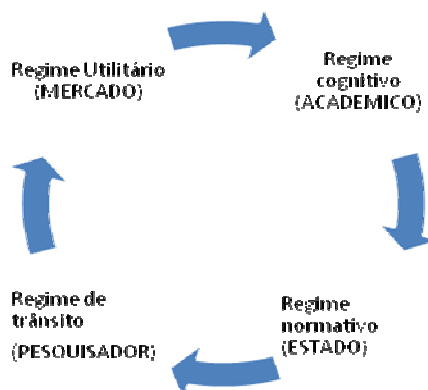 Regime Utilitário
(MERCADO)
Regime
cognitivo
(ACADEMICO)
Regime
normativo
(ESTADO)
Regime de
trânsito
(PESQUISADOR)